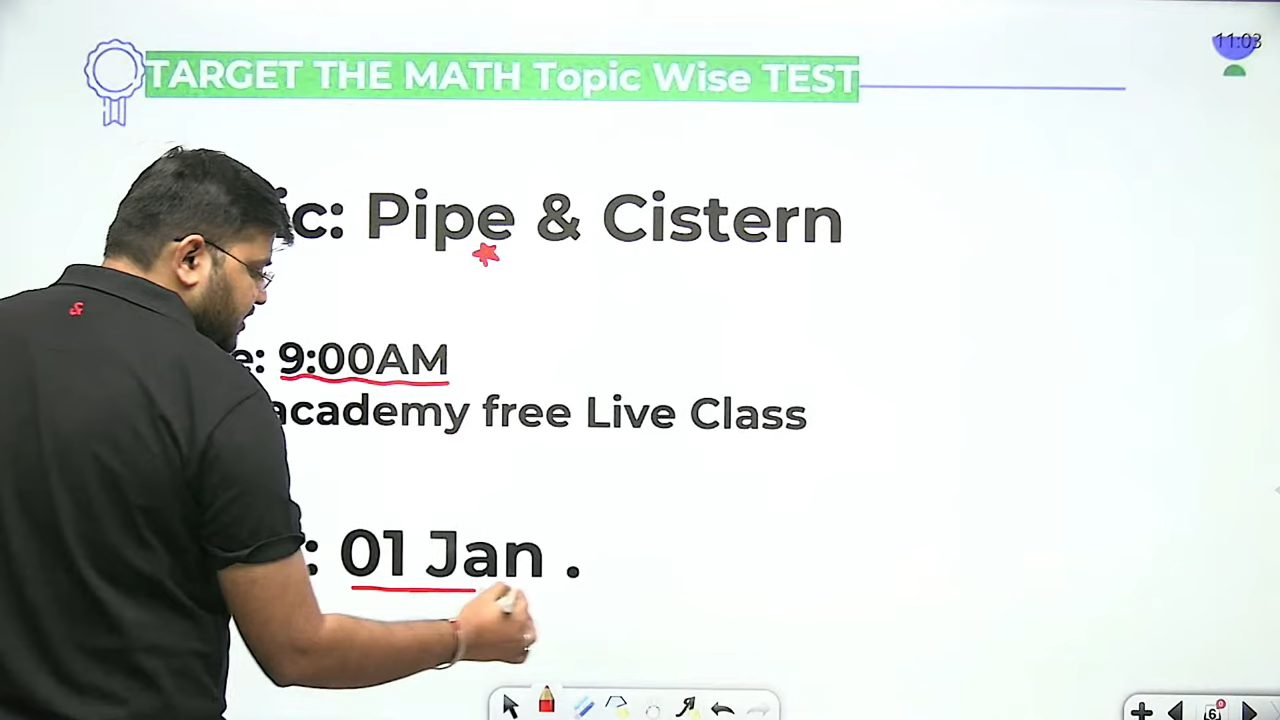 11:03
TARGET THE MATH Topic Wise TEST
ic: Pipe & Cistern
e: 9:00AM
academy free Live Class
: 01 Jan .
6